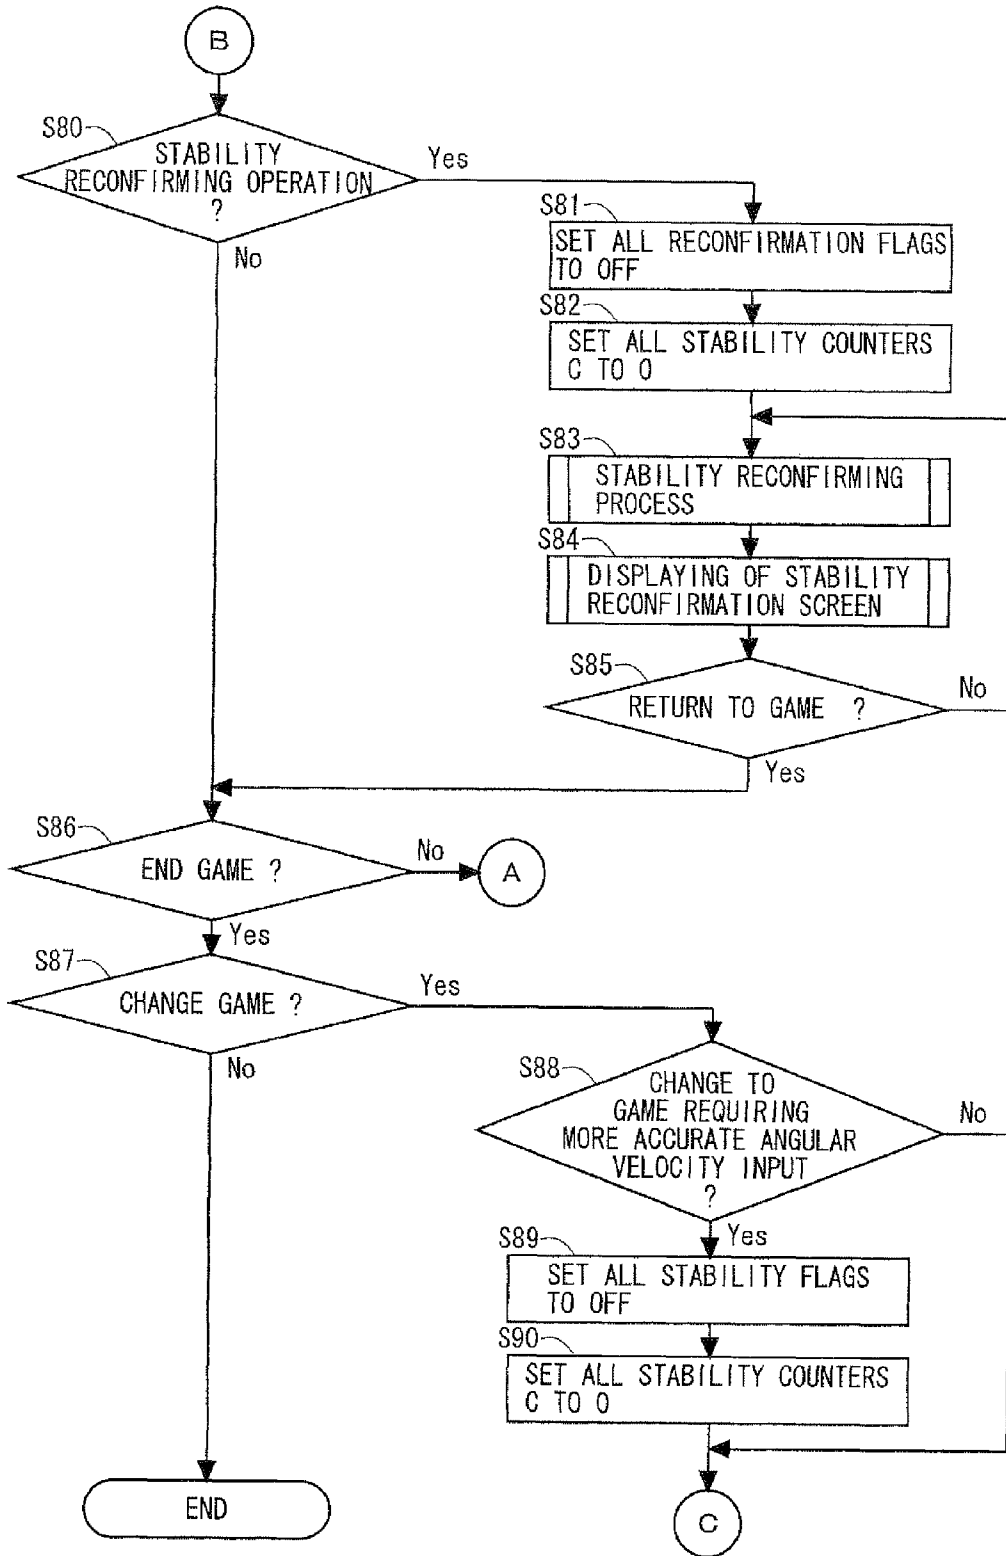 B
S80
STABILITY
RECONFIRMING OPERATION
?
Yes
No
S81
SET ALL RECONFIRMATION FLAGS
TO OFF
S82
SET ALL STABILITY COUNTERS
C TO 0
S83
STABILITY RECONFIRMING
PROCESS
S84
DISPLAYING OF STABILITY
RECONFIRMATION SCREEN
S85
RETURN TO GAME ?
No
Yes
S86
END GAME ?
No
A
Yes
S87
CHANGE GAME ?
Yes
No
S88
CHANGE TO
GAME REQUIRING
MORE ACCURATE ANGULAR
VELOCITY INPUT
?
No
Yes
S89
SET ALL STABILITY FLAGS
TO OFF
S90
SET ALL STABILITY COUNTERS
C TO 0
END
C